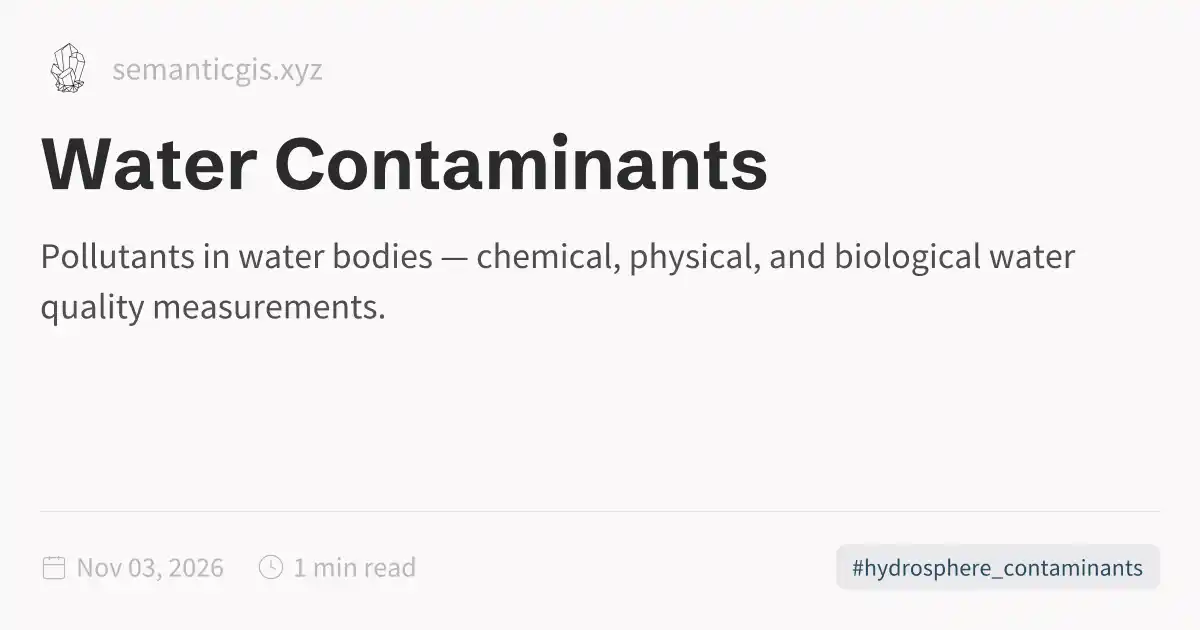 semanticgis.xyz
Water Contaminants
Pollutants in water bodies — chemical, physical, and biological water
quality measurements.
Nov 03, 2026
1 min read
#hydrosphere_contaminants